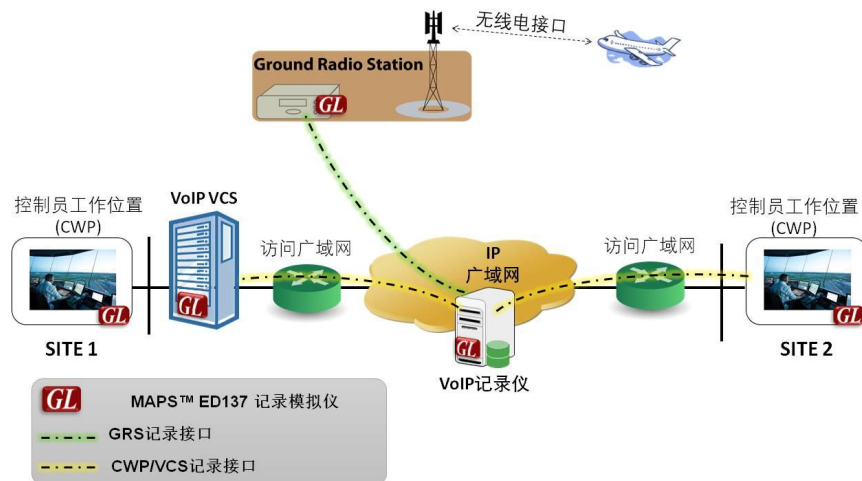 无线电接口
Ground Radio Station
GL
控制员工作位置
(CWP)
VoIP VCS
访问广域网
IP
广域网
访问广域网
控制员工作位置
(CWP)
GL
GL
GL
GL
SITE 1
VoIP记录仪
SITE 2
GL
MAPS™ ED137 记录模拟仪
GRS记录接口
CWP/VCS记录接口